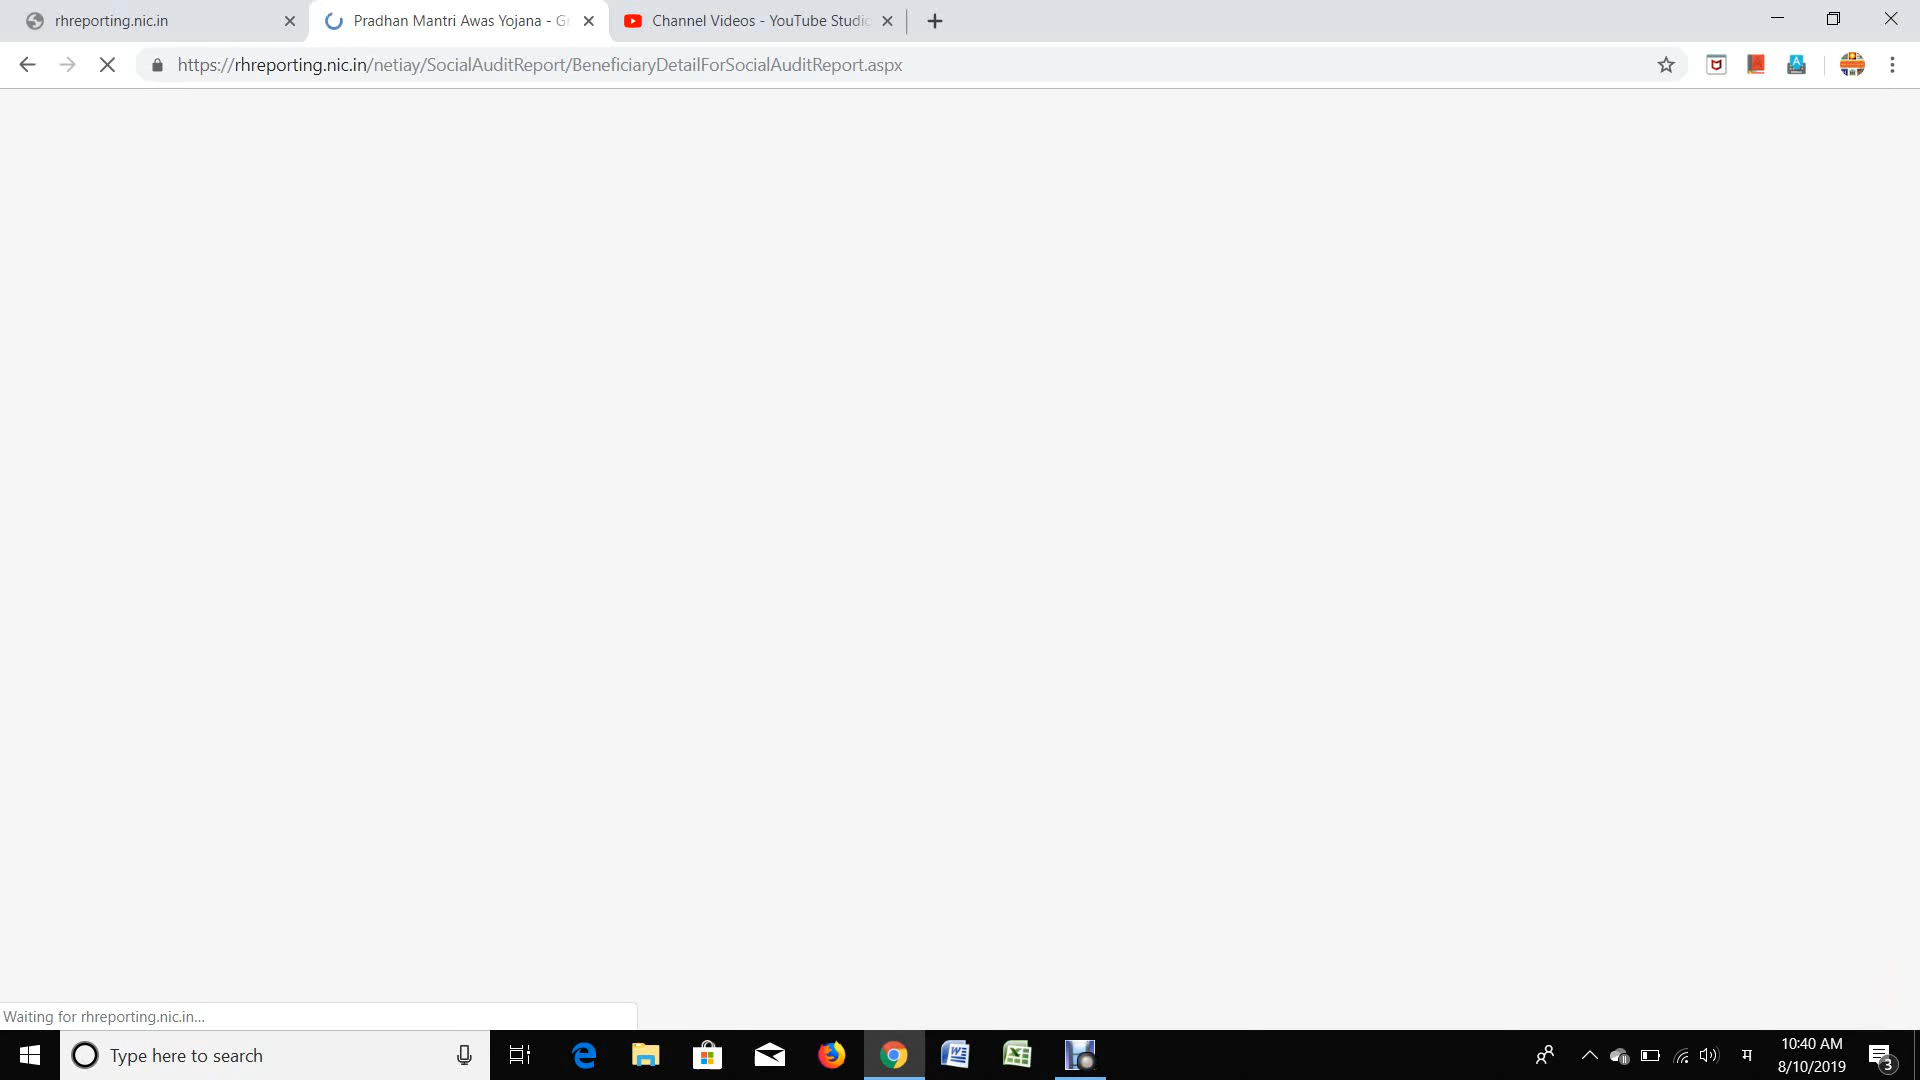 rhreporting.nic.in
Pradhan Mantri Awas Yojana - G
Channel Videos - YouTube Studio
https://rhreporting.nic.in/netiay/SocialAuditReport/BeneficiaryDetailForSocialAuditReport.aspx
Waiting for rhreporting.nic.in...
Type here to search
म
10:40 AM
8/10/2019
3